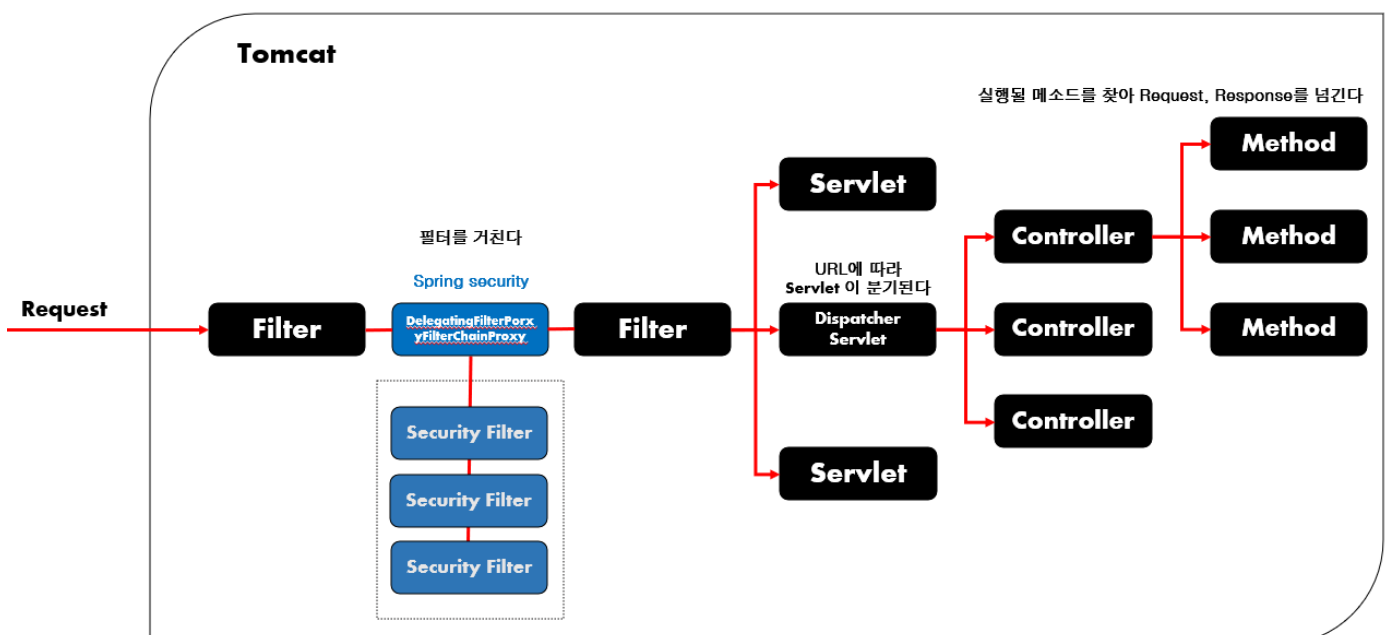 Tomcat
실행될 메소드를 찾아 Request, Response를 넘긴다
Method
Servlet
필터를 거친다
Controller
Method
Spring security
URL에 따라
Servlet 이 분기된다
Request
Filter
DelegatingFilterPorx
yFilterChainProxy
Filter
Dispatcher
Servlet
Controller
Method
Security Filter
Controller
Servlet
Security Filter
Security Filter